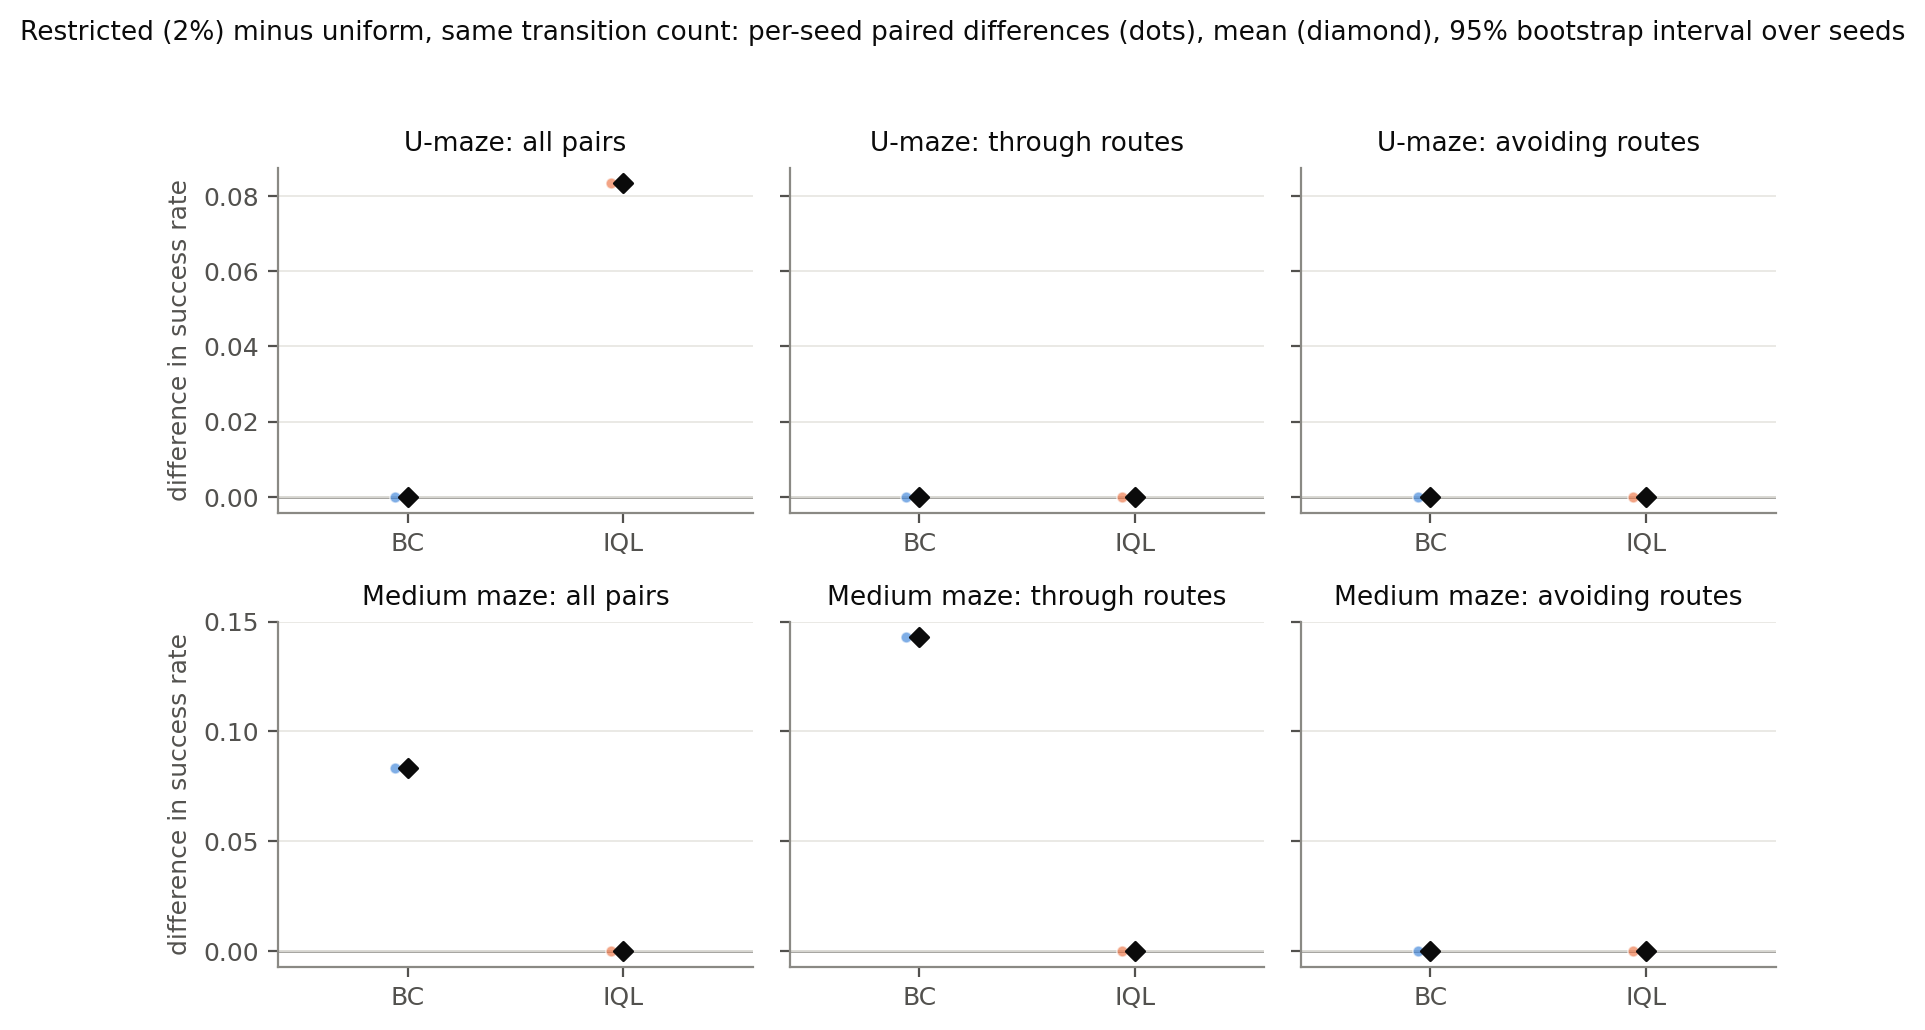 Restricted (2%) minus uniform, same transition count: per-seed paired differences (dots), mean (diamond), 95% bootstrap interval over seeds
U-maze: all pairs
U-maze: through routes
U-maze: avoiding routes
difference in success rate
0.08
0.06
0.04
0.02
0.00
BC
IQL
BC
IQL
BC
IQL
Medium maze: all pairs
Medium maze: through routes
Medium maze: avoiding routes
difference in success rate
0.15
0.10
0.05
0.00
BC
IQL
BC
IQL
BC
IQL